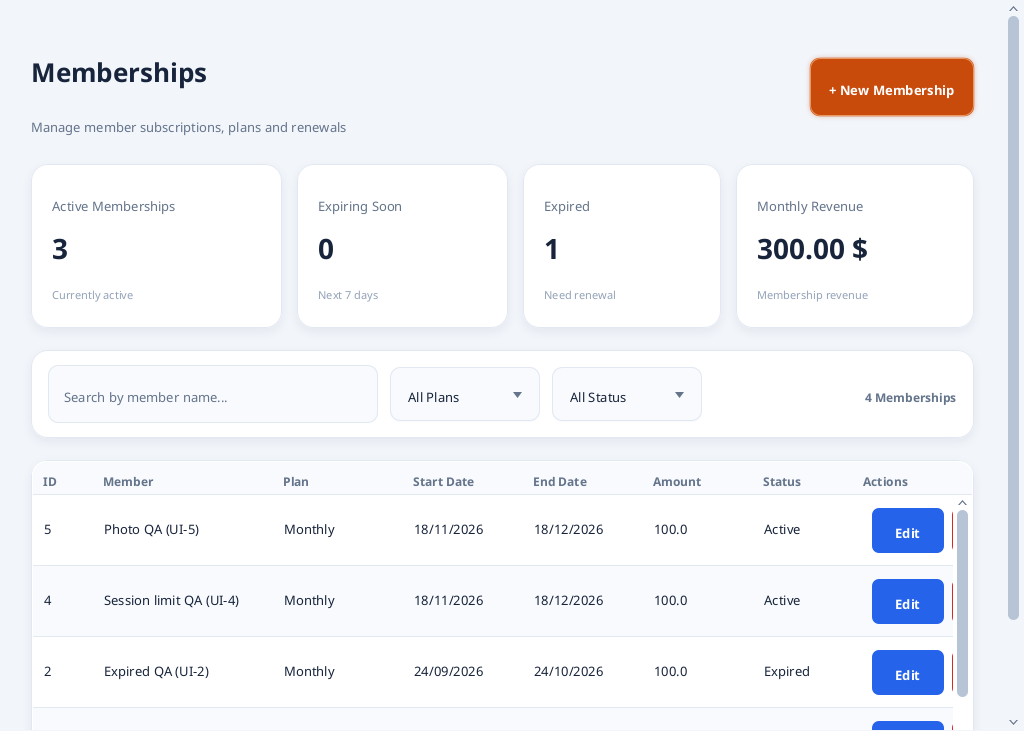 Memberships
+ New Membership
Manage member subscriptions, plans and renewals
Active Memberships
3
Currently active
Expiring Soon
0
Next 7 days
Expired
1
Need renewal
Monthly Revenue
300.00 $
Membership revenue
Search by member name...
All Plans
All Status
4 Memberships
ID Member Plan Start Date End Date Amount Status Actions
5 Photo QA (UI-5) Monthly 18/11/2026 18/12/2026 100.0 Active Edit
4 Session limit QA (UI-4) Monthly 18/11/2026 18/12/2026 100.0 Active Edit
2 Expired QA (UI-2) Monthly 24/09/2026 24/10/2026 100.0 Expired Edit